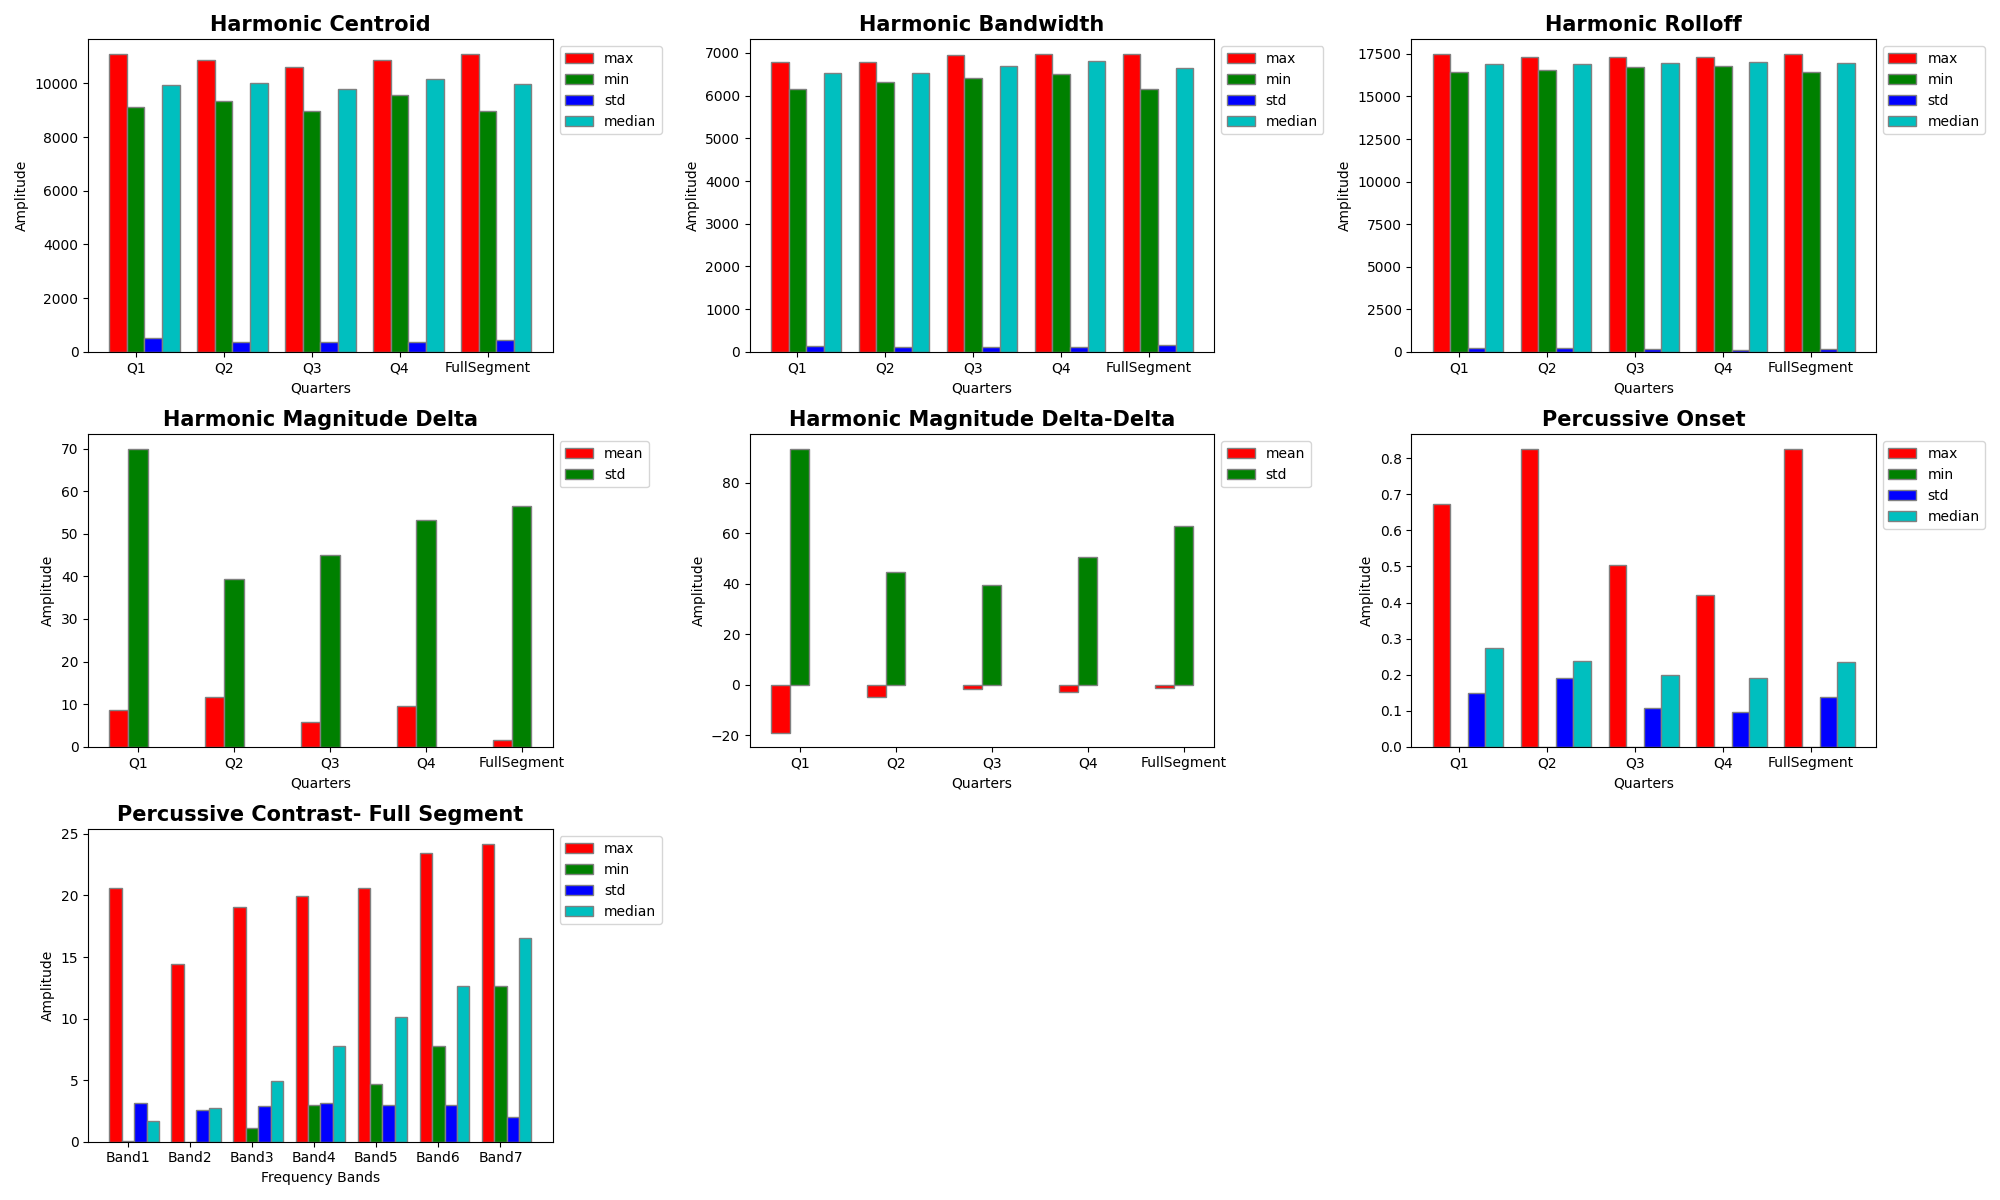 Harmonic Centroid
Amplitude
10000
8000
6000
4000
2000
0
Q1 Q2 Q3 Q4 FullSegment
Quarters
max
min
std
median
Harmonic Bandwidth
Amplitude
7000
6000
5000
4000
3000
2000
1000
0
Q1 Q2 Q3 Q4 FullSegment
Quarters
max
min
std
median
Harmonic Rolloff
Amplitude
17500
15000
12500
10000
7500
5000
2500
0
Q1 Q2 Q3 Q4 FullSegment
Quarters
max
min
std
median
Harmonic Magnitude Delta
Amplitude
70
60
50
40
30
20
10
0
Q1 Q2 Q3 Q4 FullSegment
Quarters
mean
std
Harmonic Magnitude Delta-Delta
Amplitude
80
60
40
20
0
−20
Q1 Q2 Q3 Q4 FullSegment
Quarters
mean
std
Percussive Onset
Amplitude
0.8
0.7
0.6
0.5
0.4
0.3
0.2
0.1
0.0
Q1 Q2 Q3 Q4 FullSegment
Quarters
max
min
std
median
Percussive Contrast- Full Segment
Amplitude
25
20
15
10
5
0
Band1 Band2 Band3 Band4 Band5 Band6 Band7
Frequency Bands
max
min
std
median